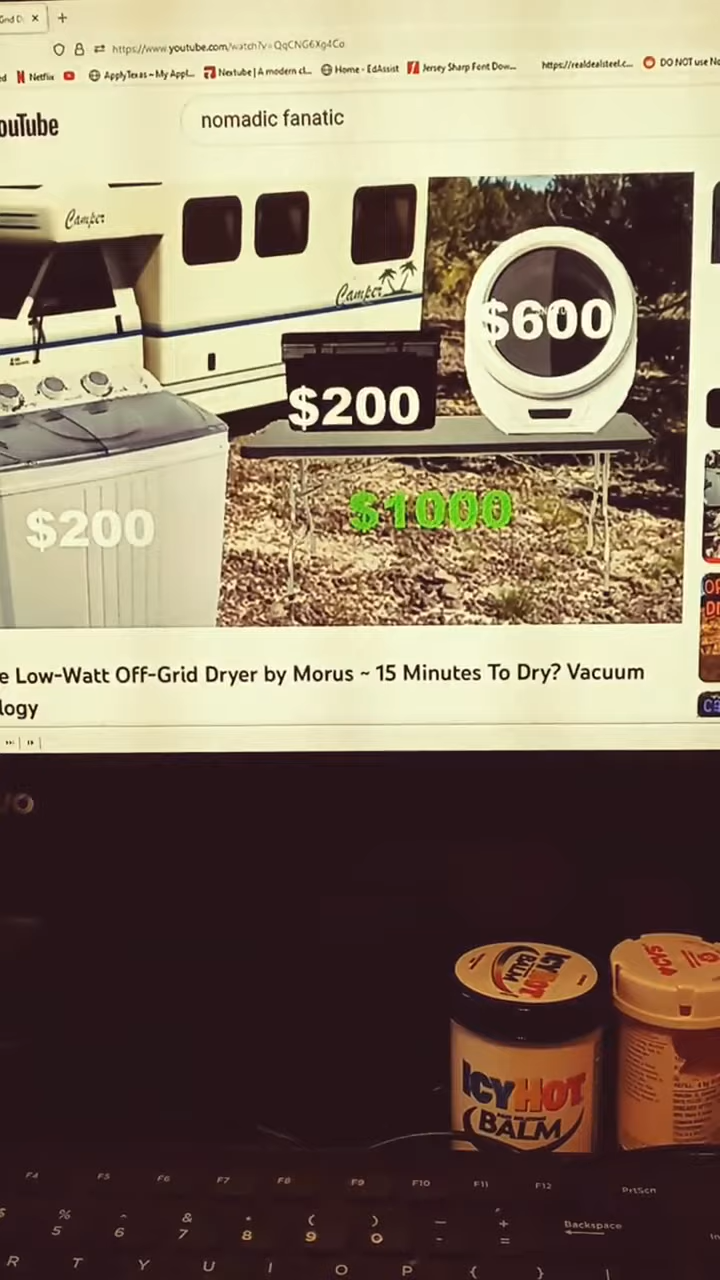 https://www.youtube.com/watch?v=QqCNG6Xg4Co
Netflix
ApplyTexas - My Appl...
Nextube | A modern cl...
Home - EdAssist
Jersey Sharp Font Dow...
https://realdealsteel.c...
DO NOT use No
ouTube
nomadic fanatic
Camper
Camper
$600
$200
$1000
$200
e Low-Watt Off-Grid Dryer by Morus ~ 15 Minutes To Dry? Vacuum
logy
ICY HOT
BALM
ICY HOT
BALM
F4 F5 F6 F7 F8 F9 F10 F11 F12 PrtScn
% ^ & * ( ) — +
5 6 7 8 9 0 - = Backspace
R T Y U I O P { }